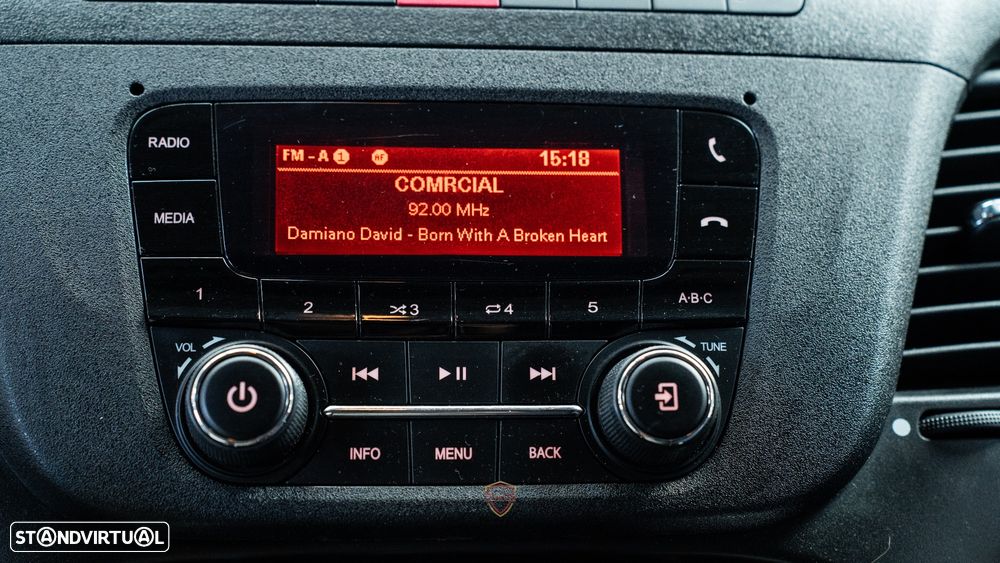 FM - A 1 AF 15:18
COMRCIAL
92.00 MHz
Damiano David - Born With A Broken Heart
RADIO
MEDIA
1
2
3
4
5
A·B·C
VOL
TUNE
INFO
MENU
BACK
STANDVIRTUAL